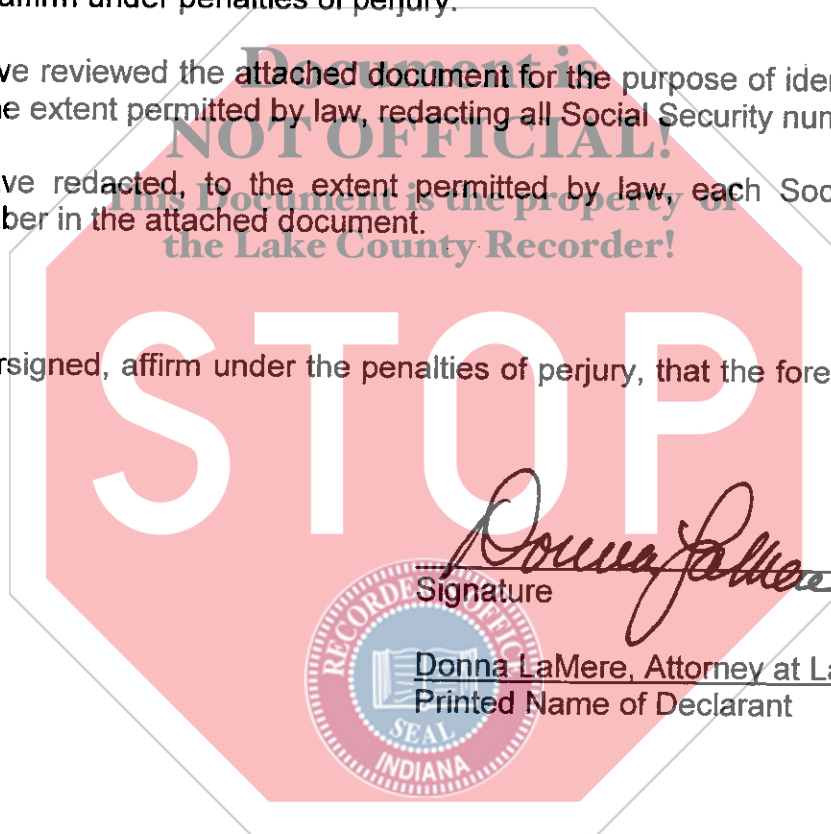 affirm under penalties of perjury.
ve reviewed the attached document for the purpose of iden
e extent permitted by law, redacting all Social Security num
ve redacted, to the extent permitted by law, each Soc
ber in the attached document.
Document is
NOT OFFICIAL!
This Document is the property of
the Lake County Recorder!
rsigned, affirm under the penalties of perjury, that the fore
STOP
Donna LaMere
Signature
Donna LaMere, Attorney at La
Printed Name of Declarant
RECORDER'S OFFICE
SEAL
INDIANA